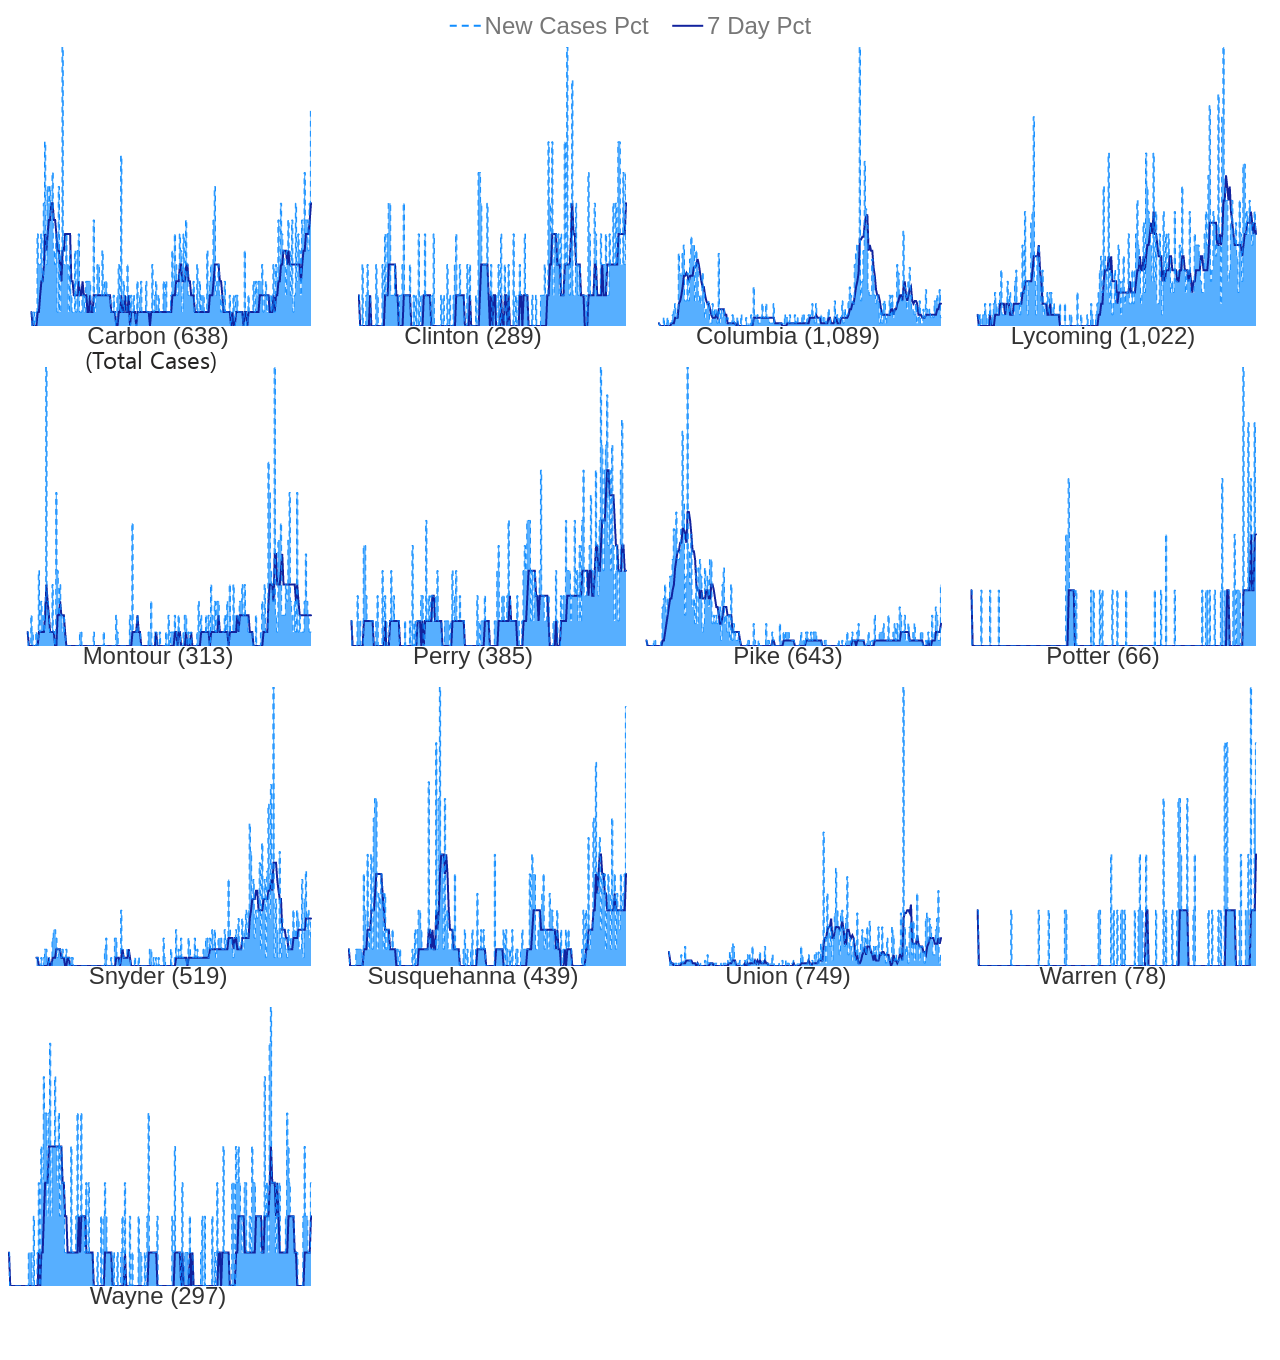 New Cases Pct 7 Day Pct
Carbon (638) Clinton (289) Columbia (1,089) Lycoming (1,022)
(Total Cases)
Montour (313) Perry (385) Pike (643) Potter (66)
Snyder (519) Susquehanna (439) Union (749) Warren (78)
Wayne (297)